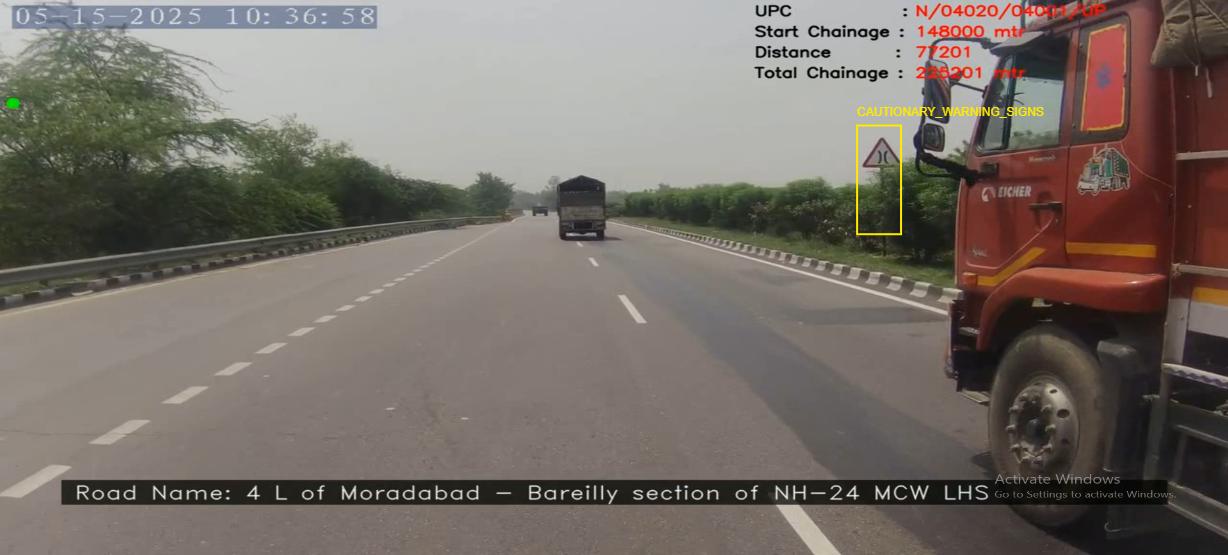 05-15-2025 10:36:58
UPC : N/04020/04001/UP
Start Chainage : 148000 mtr
Distance : 77201
Total Chainage : 225201 mtr
CAUTIONARY_WARNING_SIGNS
EICHER
Road Name: 4 L of Moradabad - Bareilly section of NH-24 MCW LHS
Activate Windows
Go to Settings to activate Windows.